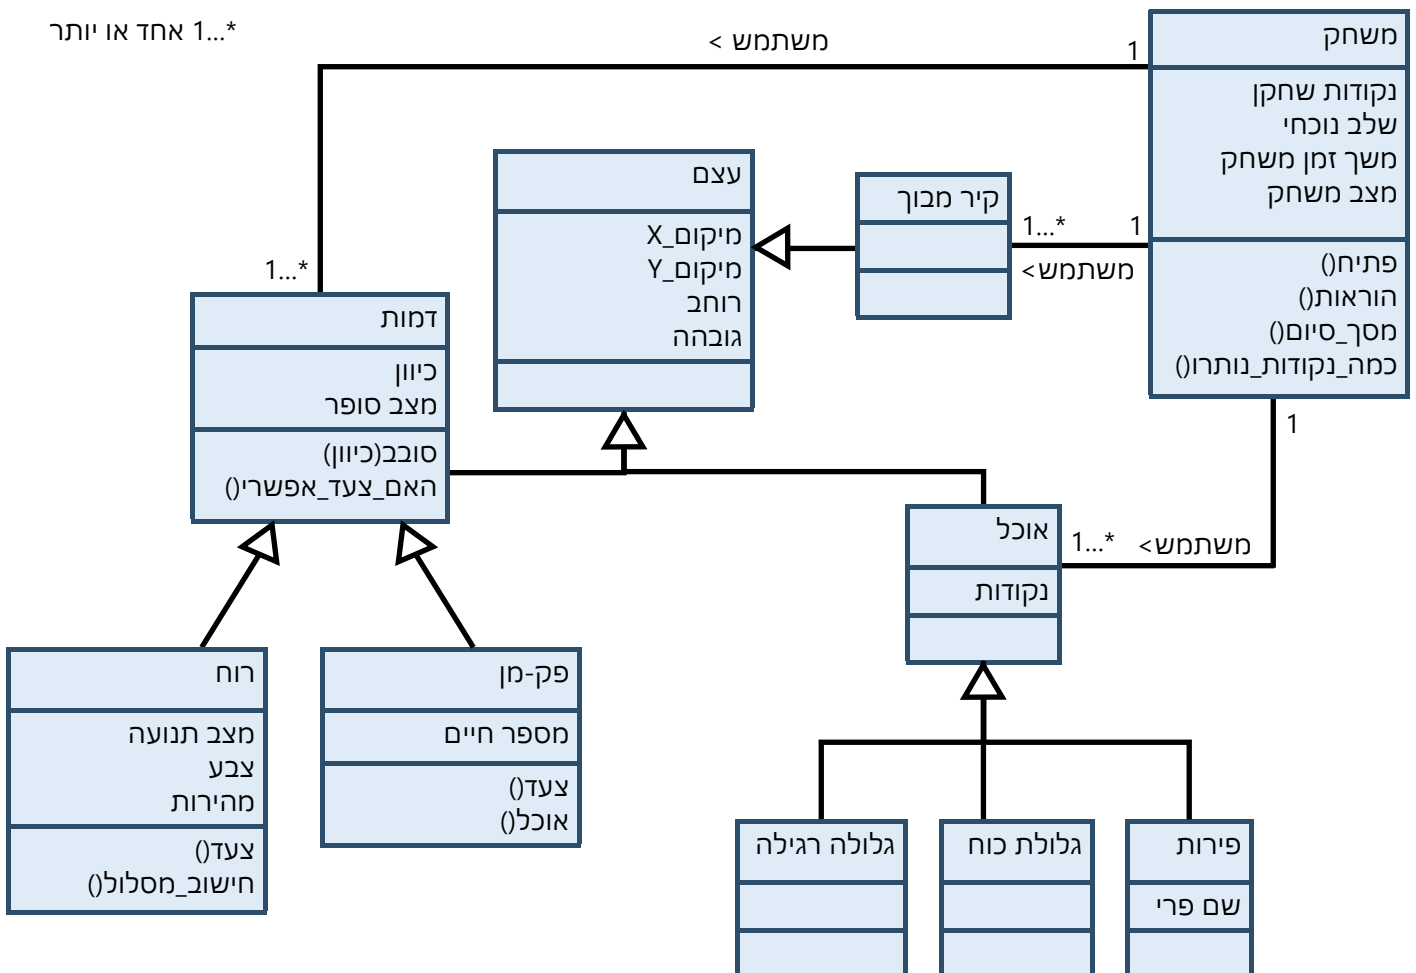 1...* אחד או יותר
משתמש >
1
משחק
נקודות שחקן
שלב נוכחי
משך זמן משחק
מצב משחק
פתיח()
הוראות()
מסך_סיום()
כמה_נקודות_נותרו()
עצם
מיקום_X
מיקום_Y
רוחב
גובהה
קיר מבוך
1...*
1
משתמש>
1...*
דמות
כיוון
מצב סופר
סובב(כיוון)
האם_צעד_אפשרי()
1
אוכל
נקודות
1...*
משתמש>
רוח
מצב תנועה
צבע
מהירות
צעד()
חישוב_מסלול()
פק-מן
מספר חיים
צעד()
אוכל()
גלולה רגילה
גלולת כוח
פירות
שם פרי